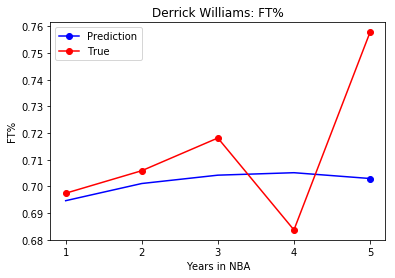 Derrick Williams: FT%
Prediction
True
FT%
0.76
0.75
0.74
0.73
0.72
0.71
0.70
0.69
0.68
1 2 3 4 5
Years in NBA